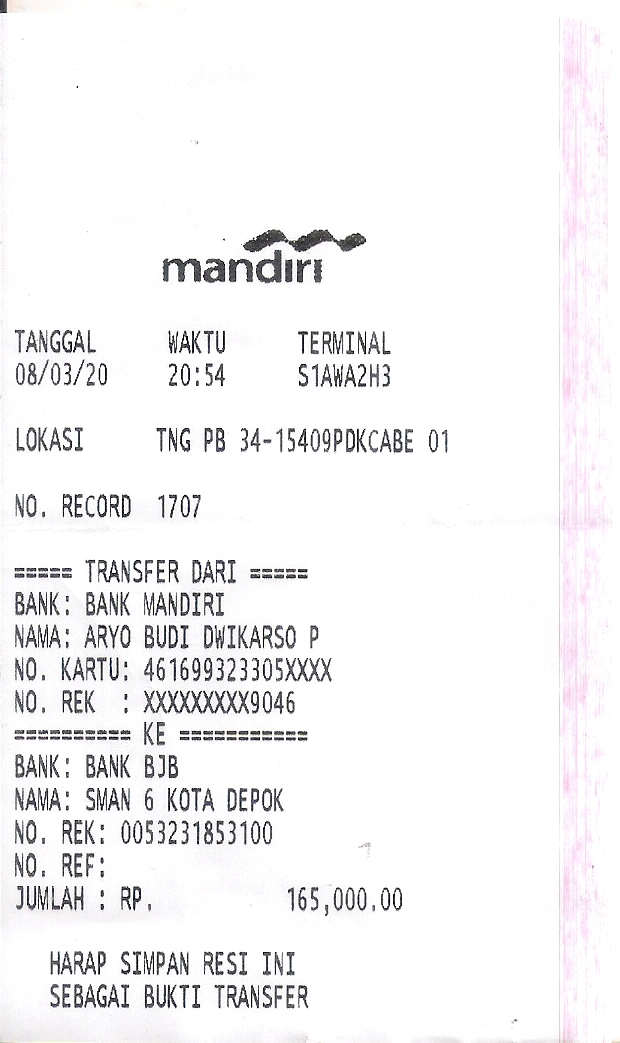 mandiri
TANGGAL WAKTU TERMINAL
08/03/20 20:54 S1AWA2H3
LOKASI TNG PB 34-15409PDKCABE 01
NO. RECORD 1707
===== TRANSFER DARI =====
BANK: BANK MANDIRI
NAMA: ARYO BUDI DWIKARSO P
NO. KARTU: 461699323305XXXX
NO. REK : XXXXXXXXX9046
========== KE ===========
BANK: BANK BJB
NAMA: SMAN 6 KOTA DEPOK
NO. REK: 0053231853100
NO. REF:
JUMLAH : RP. 165,000.00
HARAP SIMPAN RESI INI
SEBAGAI BUKTI TRANSFER